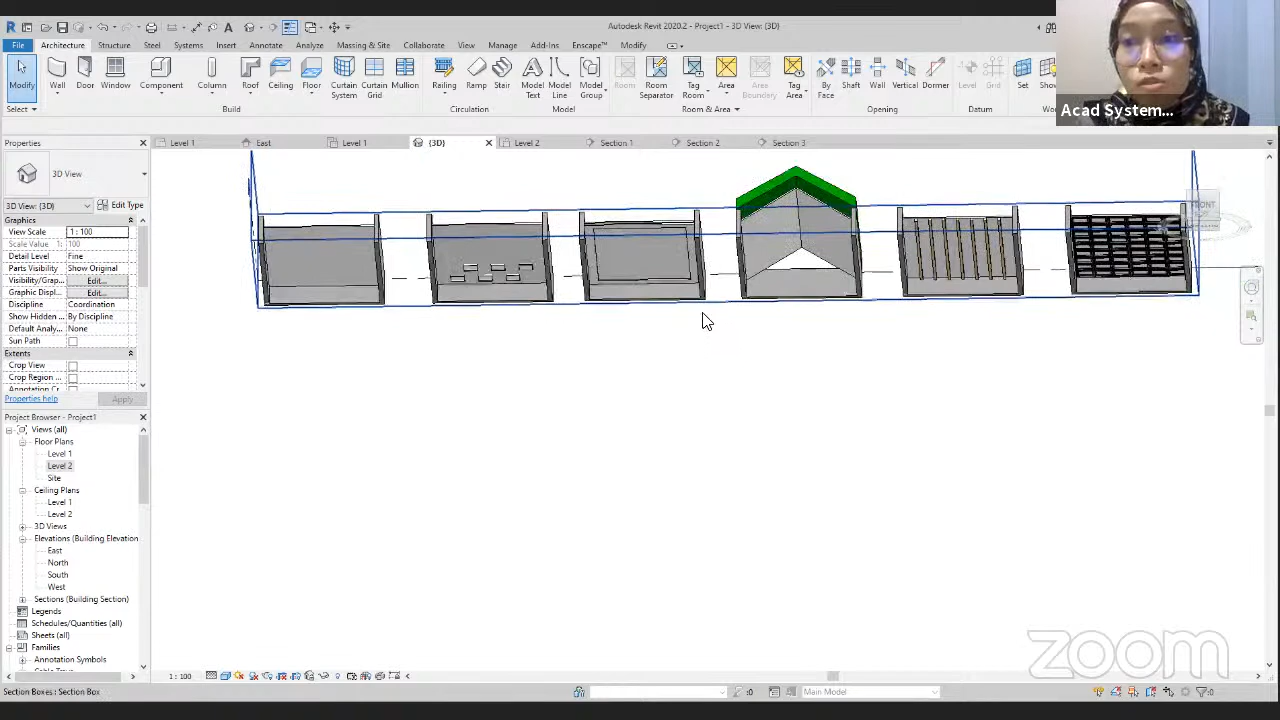 Autodesk Revit 2020.2 - Project1 - 3D View: {3D}
File Architecture Structure Steel Systems Insert Annotate Analyze Massing & Site Collaborate View Manage Add-Ins Enscape™ Modify
Modify Wall Door Window Component Column Roof Ceiling Floor Curtain System Curtain Grid Mullion Railing Ramp Stair Model Text Model Line Model Group Room Room Separator Tag Room Area Area Boundary Tag Area By Face Shaft Wall Vertical Dormer Level Grid Set Show
Select Build Circulation Model Room & Area Opening Datum
Acad System...
Properties
Level 1 East Level 1 {3D} Level 2 Section 1 Section 2 Section 3
3D View
3D View: {3D} Edit Type
Graphics
View Scale 1 : 100
Scale Value 1: 100
Detail Level Fine
Parts Visibility Show Original
Visibility/Grap... Edit...
Graphic Displ... Edit...
Discipline Coordination
Show Hidden ... By Discipline
Default Analy... None
Sun Path
Extents
Crop View
Crop Region ...
Annotation Cr...
Properties help Apply
FRONT
Project Browser - Project1
Views (all)
Floor Plans
Level 1
Level 2
Site
Ceiling Plans
Level 1
Level 2
3D Views
Elevations (Building Elevation
East
North
South
West
Sections (Building Section)
Legends
Schedules/Quantities (all)
Sheets (all)
Families
Annotation Symbols
zoom
1 : 100
Section Boxes : Section Box :0 Main Model :0